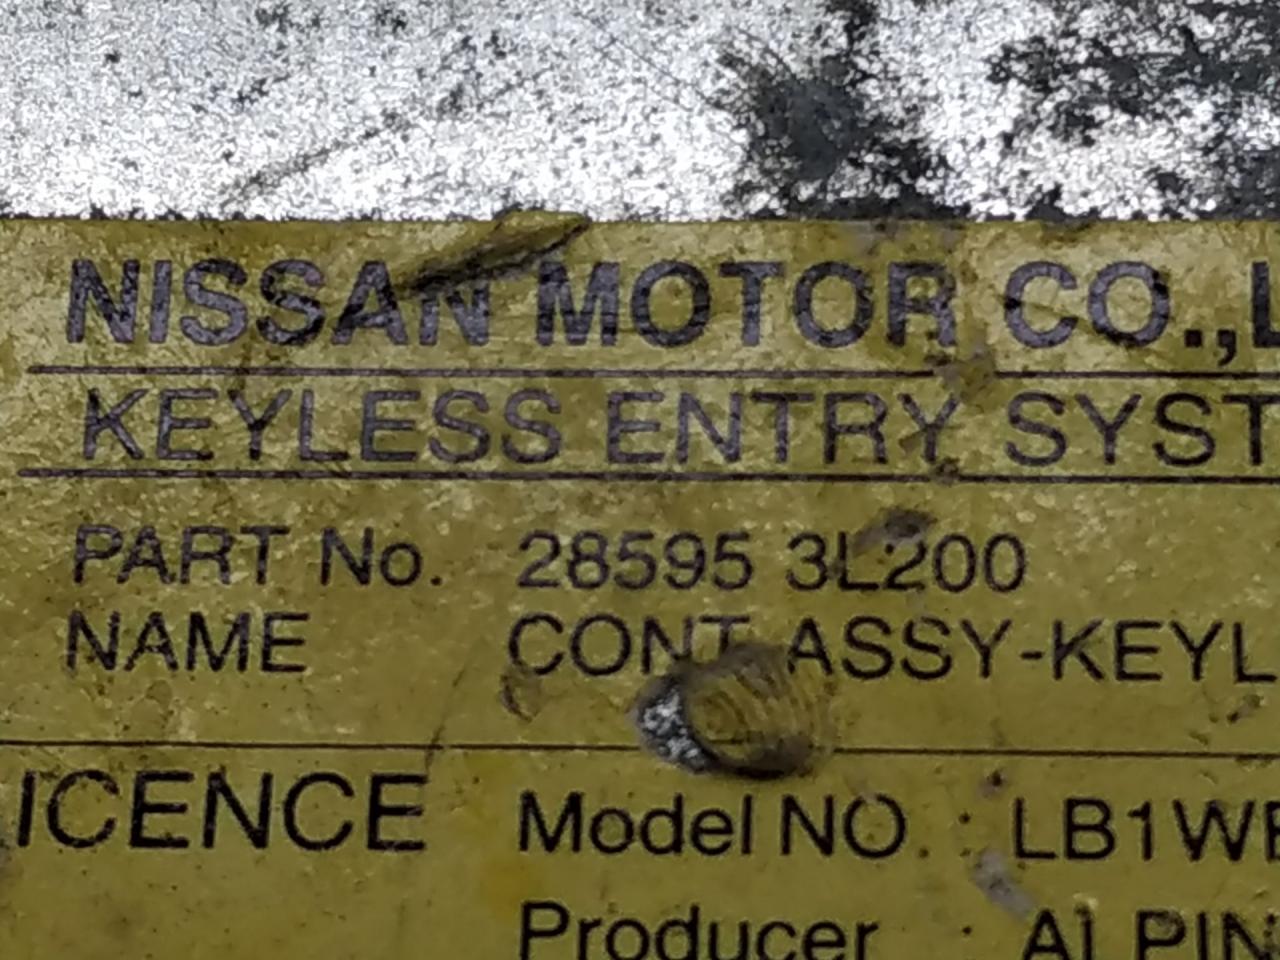 NISSAN MOTOR CO.,L
KEYLESS ENTRY SYST
PART No. 28595 3L200
NAME CONT ASSY-KEYL
ICENCE Model NO. : LB1WE
Producer : ALPIN